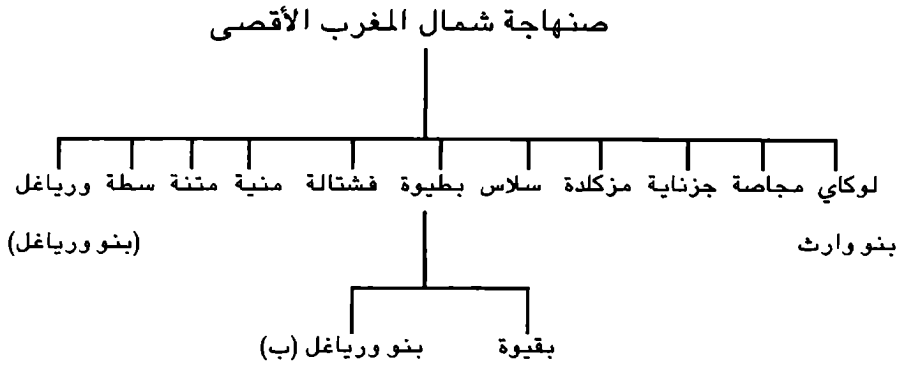 صنهاجة شمال المغرب الأقصى
لوكاي مجاصة جزناية مزكلدة سلاس بطيوة فشتالة منية متنة سطة ورياغل
بنو وارث (بنو ورياغل)
بقيوة بنو ورياغل (ب)